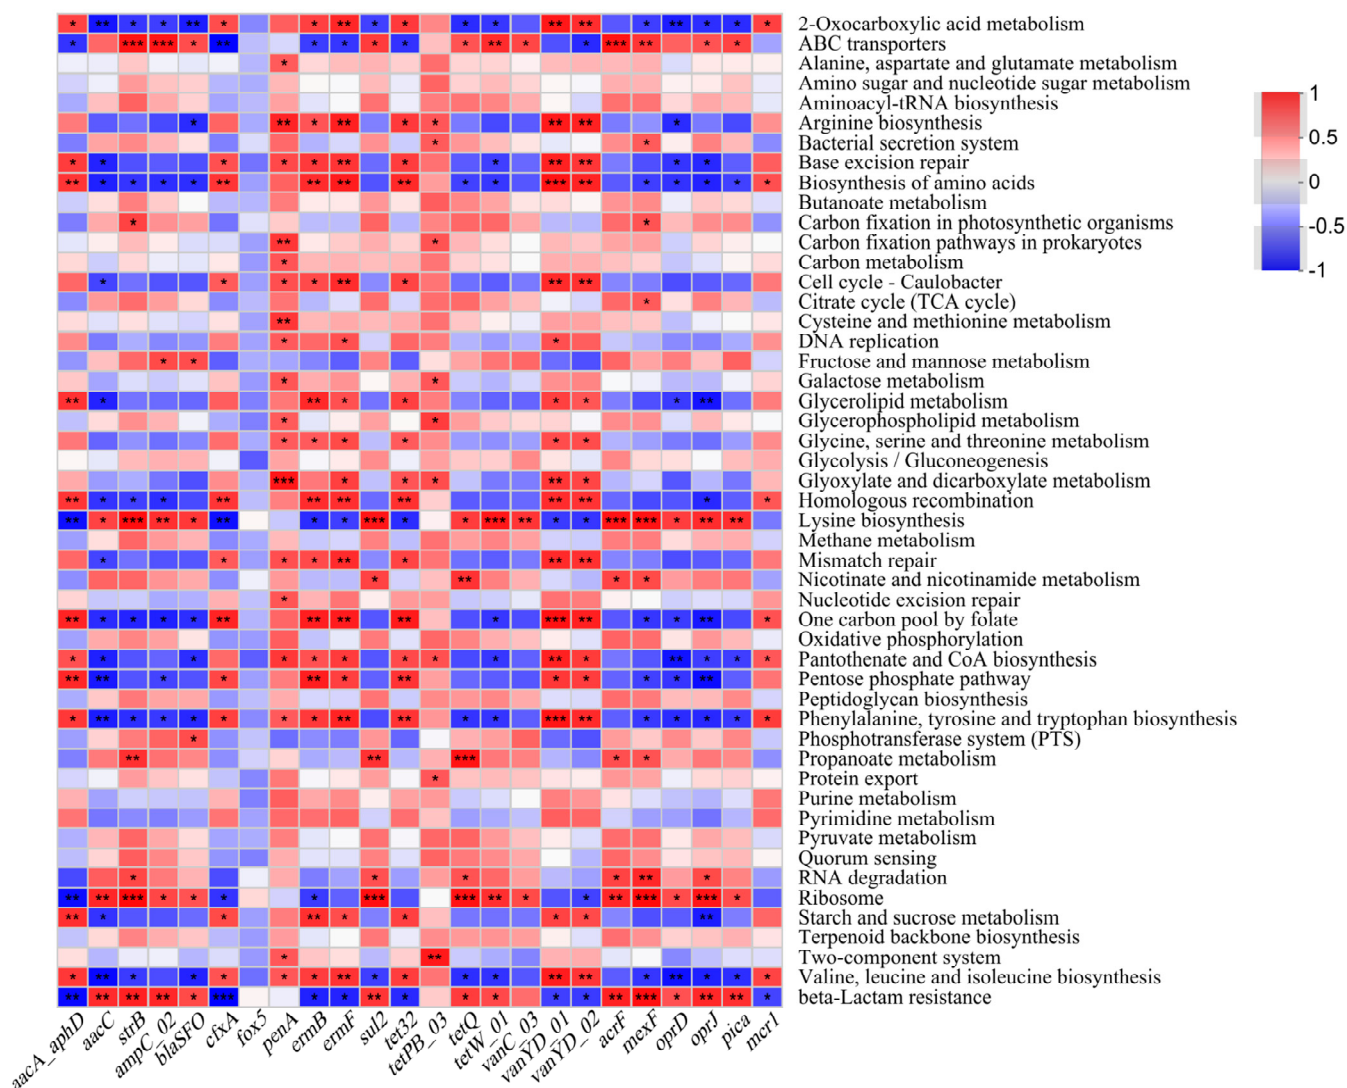 2-Oxocarboxylic acid metabolism
ABC transporters
Alanine, aspartate and glutamate metabolism
Amino sugar and nucleotide sugar metabolism
Aminoacyl-tRNA biosynthesis
Arginine biosynthesis
Bacterial secretion system
Base excision repair
Biosynthesis of amino acids
Butanoate metabolism
Carbon fixation in photosynthetic organisms
Carbon fixation pathways in prokaryotes
Carbon metabolism
Cell cycle - Caulobacter
Citrate cycle (TCA cycle)
Cysteine and methionine metabolism
DNA replication
Fructose and mannose metabolism
Galactose metabolism
Glycerolipid metabolism
Glycerophospholipid metabolism
Glycine, serine and threonine metabolism
Glycolysis / Gluconeogenesis
Glyoxylate and dicarboxylate metabolism
Homologous recombination
Lysine biosynthesis
Methane metabolism
Mismatch repair
Nicotinate and nicotinamide metabolism
Nucleotide excision repair
One carbon pool by folate
Oxidative phosphorylation
Pantothenate and CoA biosynthesis
Pentose phosphate pathway
Peptidoglycan biosynthesis
Phenylalanine, tyrosine and tryptophan biosynthesis
Phosphotransferase system (PTS)
Propanoate metabolism
Protein export
Purine metabolism
Pyrimidine metabolism
Pyruvate metabolism
Quorum sensing
RNA degradation
Ribosome
Starch and sucrose metabolism
Terpenoid backbone biosynthesis
Two-component system
Valine, leucine and isoleucine biosynthesis
beta-Lactam resistance
1
0.5
0
-0.5
-1
aacA_aphD
aacC
strB
ampC_02
blaSFO
cfxA
fox5
penA
ermB
ermF
sul2
tet32
tetPB_03
tetQ
tetW_01
vanC_03
vanYD_01
vanYD_02
acrF
mexF
oprD
oprJ
pica
mcr1